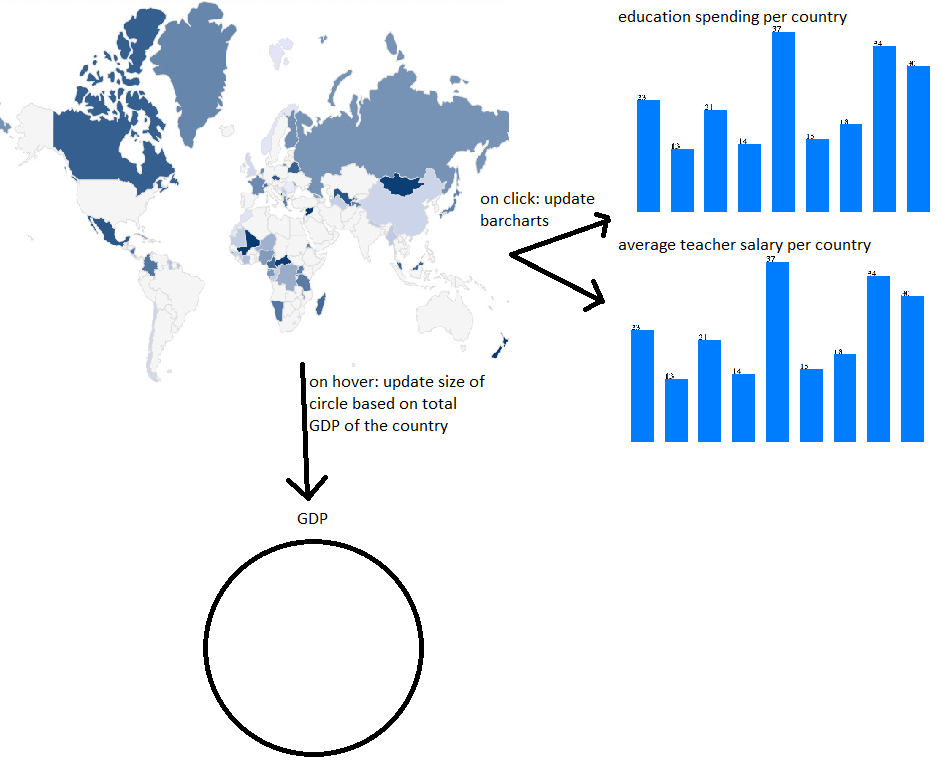 education spending per country
37
23
21
13
14
15
18
on click: update
barcharts
average teacher salary per country
37
23
21
13
14
15
18
on hover: update size of
circle based on total
GDP of the country
GDP